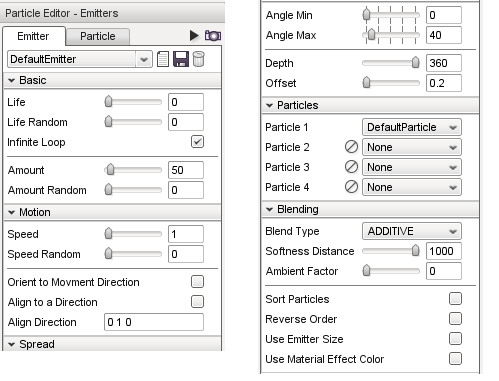 Particle Editor - Emitters
Emitter Particle
DefaultEmitter
Basic
Life 0
Life Random 0
Infinite Loop
Amount 50
Amount Random 0
Motion
Speed 1
Speed Random 0
Orient to Movment Direction
Align to a Direction
Align Direction 0 1 0
Spread
Angle Min 0
Angle Max 40
Depth 360
Offset 0.2
Particles
Particle 1 DefaultParticle
Particle 2 None
Particle 3 None
Particle 4 None
Blending
Blend Type ADDITIVE
Softness Distance 1000
Ambient Factor 0
Sort Particles
Reverse Order
Use Emitter Size
Use Material Effect Color